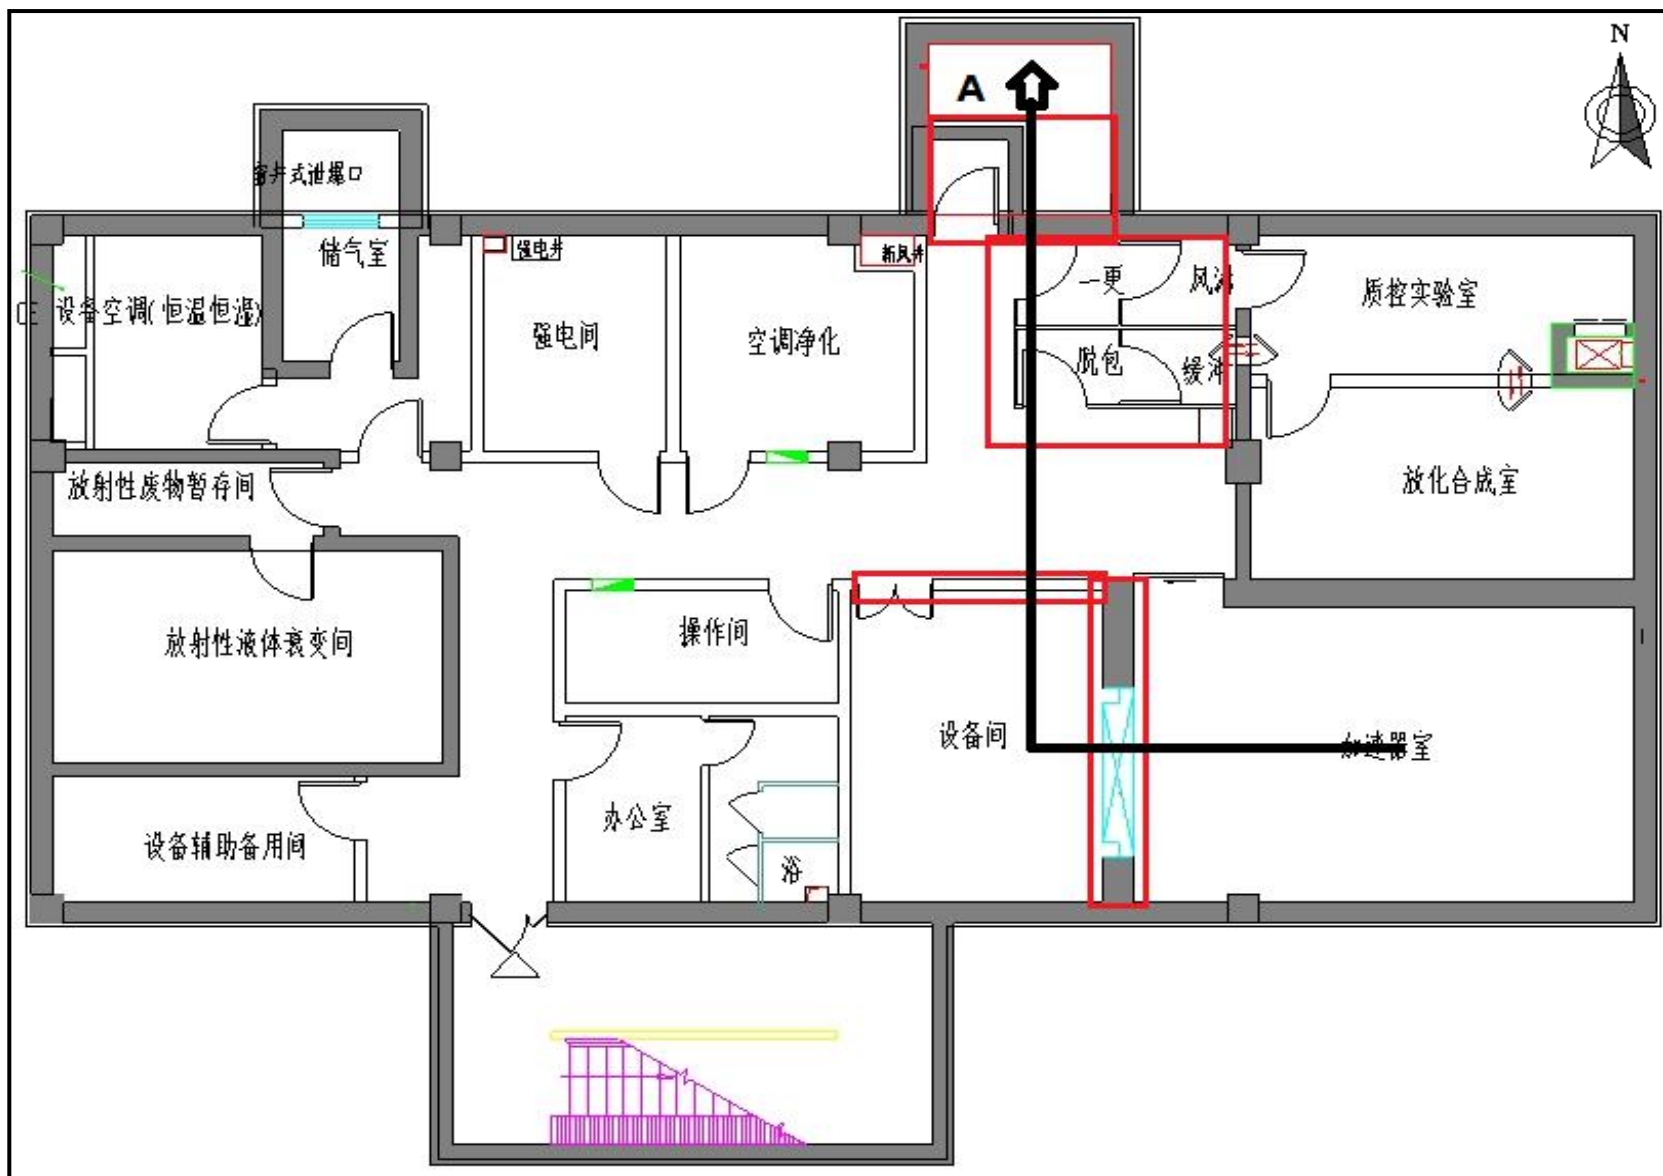 N
A
窗井式泄爆口
储气室
强电井
新风井
一更
风淋
质控实验室
设备空调(恒温恒湿)
强电间
空调净化
脱包
缓冲
放射性废物暂存间
放化合成室
放射性液体衰变间
操作间
设备间
加速器室
办公室
设备辅助备用间
浴